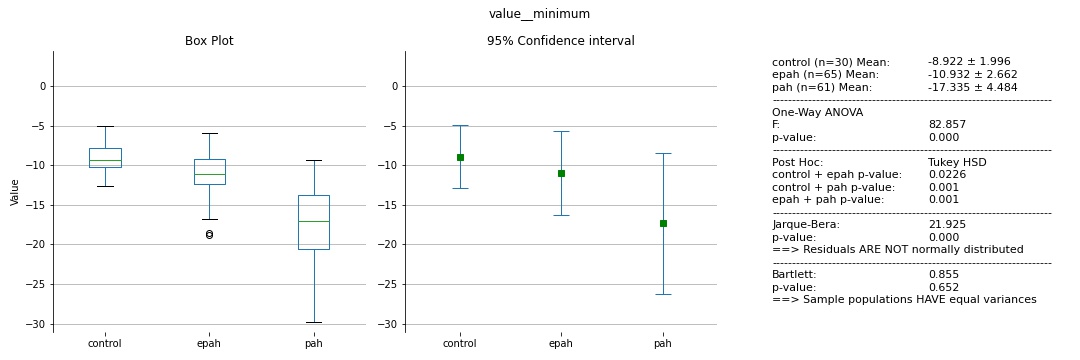 value__minimum
Box Plot
Value
0
−5
−10
−15
−20
−25
−30
control
epah
pah
95% Confidence interval
0
−5
−10
−15
−20
−25
−30
control
epah
pah
control (n=30) Mean: -8.922 ± 1.996
epah (n=65) Mean: -10.932 ± 2.662
pah (n=61) Mean: -17.335 ± 4.484
One-Way ANOVA
F: 82.857
p-value: 0.000
Post Hoc: Tukey HSD
control + epah p-value: 0.0226
control + pah p-value: 0.001
epah + pah p-value: 0.001
Jarque-Bera: 21.925
p-value: 0.000
==> Residuals ARE NOT normally distributed
Bartlett: 0.855
p-value: 0.652
==> Sample populations HAVE equal variances